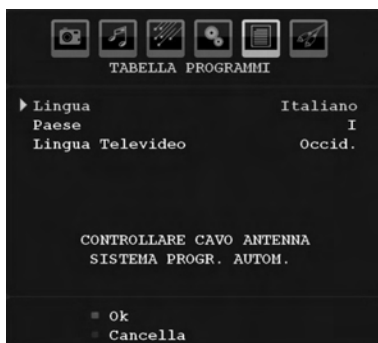 TABELLA PROGRAMMI
Lingua Italiano
Paese I
Lingua Televideo Occid.
CONTROLLARE CAVO ANTENNA
SISTEMA PROGR. AUTOM.
Ok
Cancella